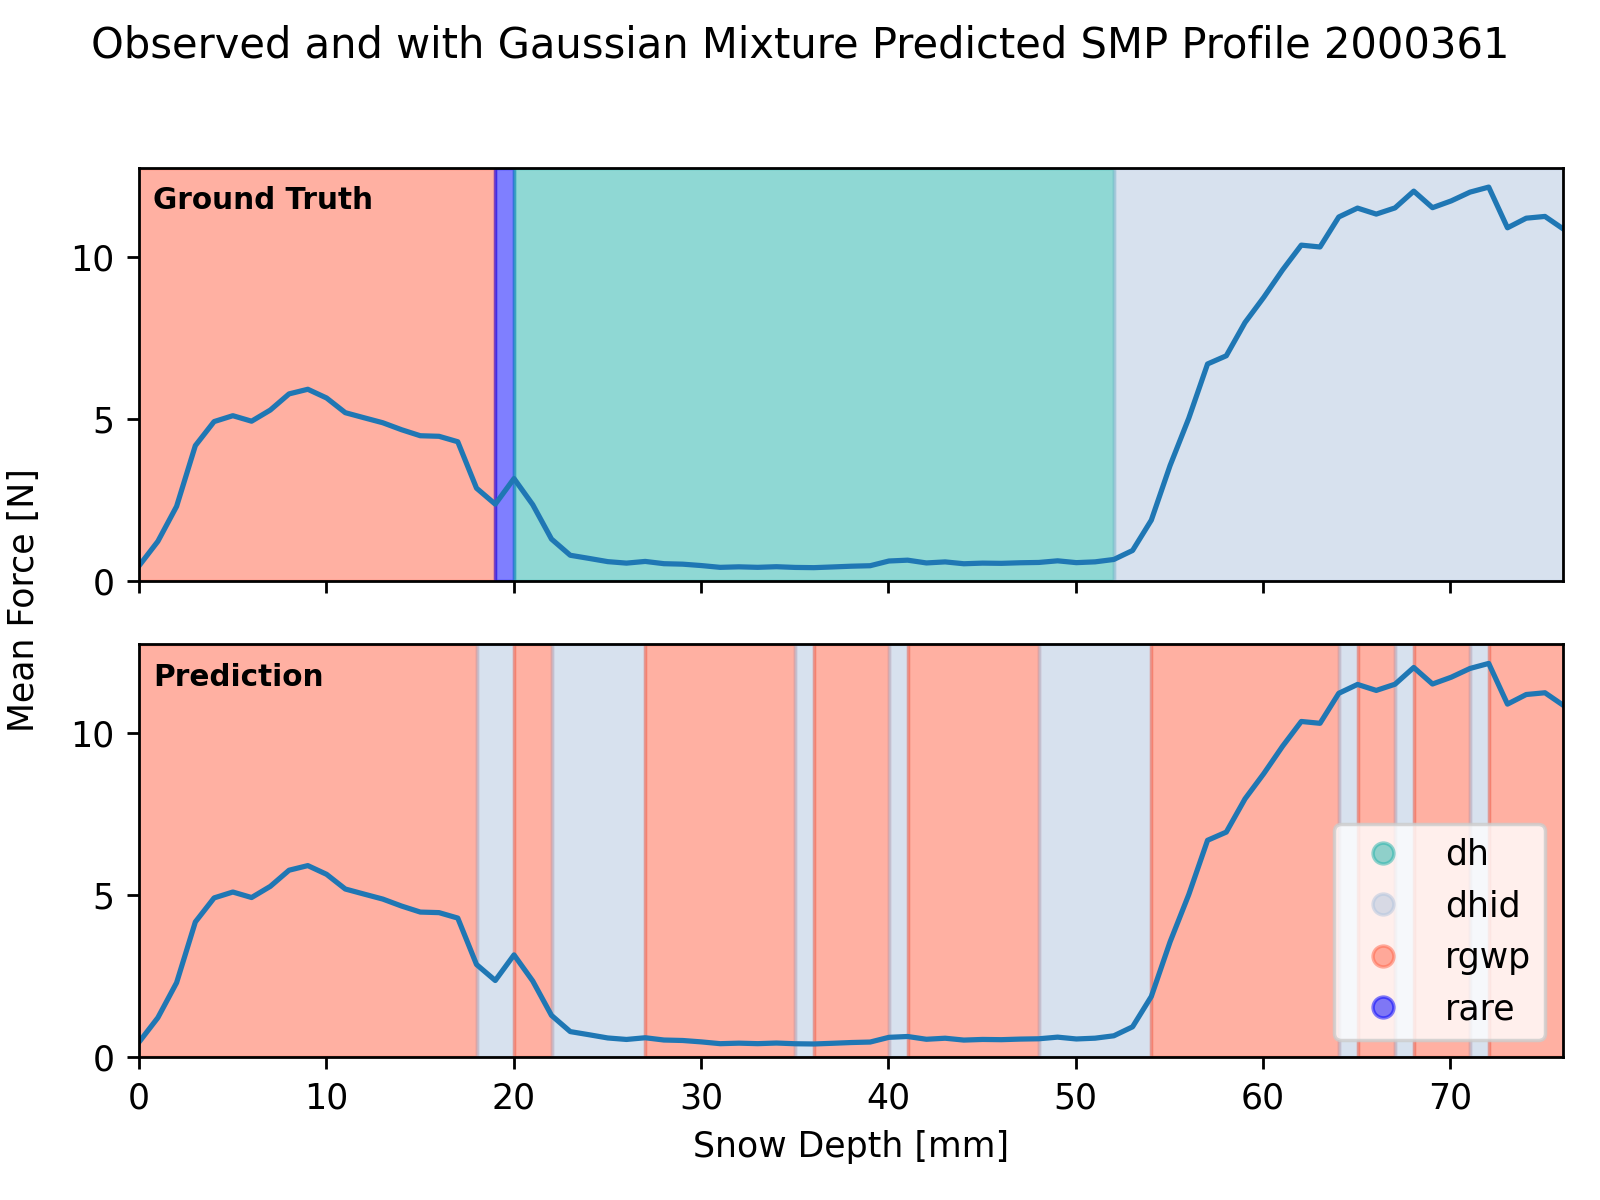 Observed and with Gaussian Mixture Predicted SMP Profile 2000361
Mean Force [N]
Ground Truth
10
5
0
Prediction
10
5
0
dh
dhid
rgwp
rare
0 10 20 30 40 50 60 70
Snow Depth [mm]